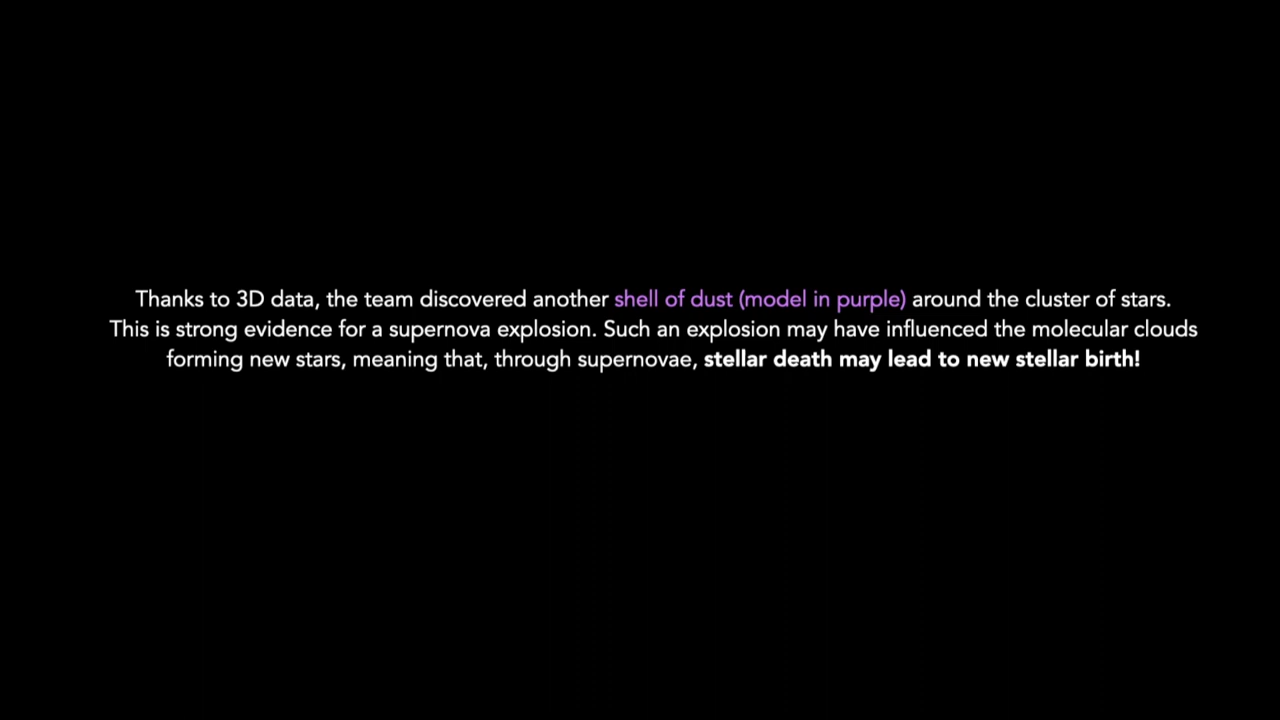 Thanks to 3D data, the team discovered another shell of dust (model in purple) around the cluster of stars.
This is strong evidence for a supernova explosion. Such an explosion may have influenced the molecular clouds
forming new stars, meaning that, through supernovae, stellar death may lead to new stellar birth!